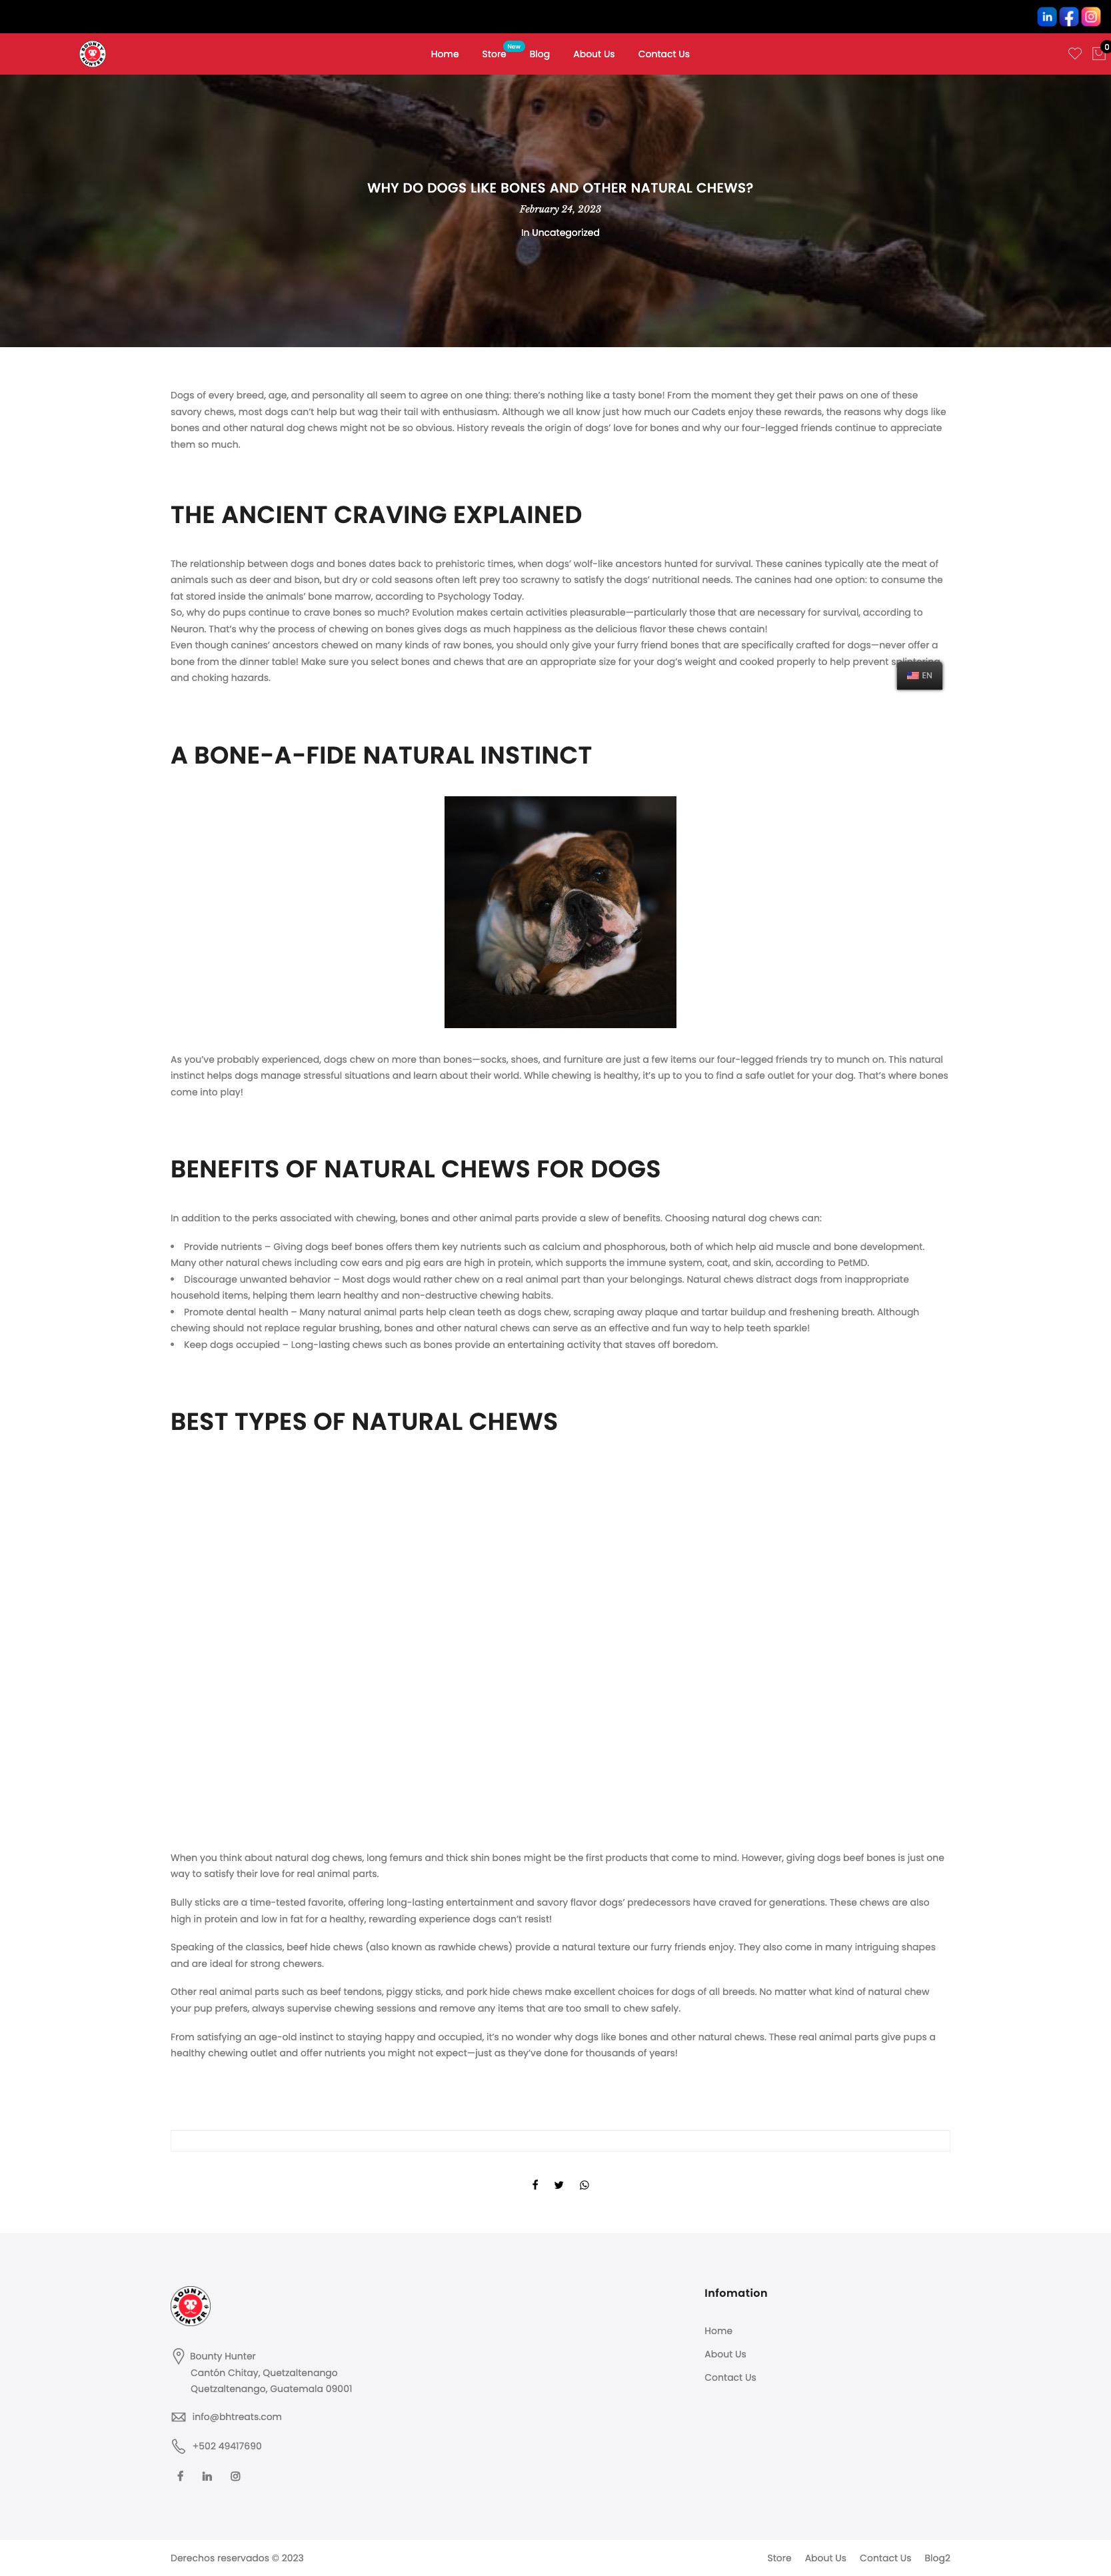 0
New
Home Store Blog About Us Contact Us
BOUNTY HUNTER
WHY DO DOGS LIKE BONES AND OTHER NATURAL CHEWS?
February 24, 2023
In Uncategorized
Dogs of every breed, age, and personality all seem to agree on one thing: there’s nothing like a tasty bone! From the moment they get their paws on one of these
savory chews, most dogs can’t help but wag their tail with enthusiasm. Although we all know just how much our Cadets enjoy these rewards, the reasons why dogs like
bones and other natural dog chews might not be so obvious. History reveals the origin of dogs’ love for bones and why our four-legged friends continue to appreciate
them so much.
THE ANCIENT CRAVING EXPLAINED
The relationship between dogs and bones dates back to prehistoric times, when dogs’ wolf-like ancestors hunted for survival. These canines typically ate the meat of
animals such as deer and bison, but dry or cold seasons often left prey too scrawny to satisfy the dogs’ nutritional needs. The canines had one option: to consume the
fat stored inside the animals’ bone marrow, according to Psychology Today.
So, why do pups continue to crave bones so much? Evolution makes certain activities pleasurable—particularly those that are necessary for survival, according to
Neuron. That’s why the process of chewing on bones gives dogs as much happiness as the delicious flavor these chews contain!
Even though canines’ ancestors chewed on many kinds of raw bones, you should only give your furry friend bones that are specifically crafted for dogs—never offer a
bone from the dinner table! Make sure you select bones and chews that are an appropriate size for your dog’s weight and cooked properly to help prevent splintering
and choking hazards.
EN
A BONE-A-FIDE NATURAL INSTINCT
As you’ve probably experienced, dogs chew on more than bones—socks, shoes, and furniture are just a few items our four-legged friends try to munch on. This natural
instinct helps dogs manage stressful situations and learn about their world. While chewing is healthy, it’s up to you to find a safe outlet for your dog. That’s where bones
come into play!
BENEFITS OF NATURAL CHEWS FOR DOGS
In addition to the perks associated with chewing, bones and other animal parts provide a slew of benefits. Choosing natural dog chews can:
• Provide nutrients – Giving dogs beef bones offers them key nutrients such as calcium and phosphorous, both of which help aid muscle and bone development.
Many other natural chews including cow ears and pig ears are high in protein, which supports the immune system, coat, and skin, according to PetMD.
• Discourage unwanted behavior – Most dogs would rather chew on a real animal part than your belongings. Natural chews distract dogs from inappropriate
household items, helping them learn healthy and non-destructive chewing habits.
• Promote dental health – Many natural animal parts help clean teeth as dogs chew, scraping away plaque and tartar buildup and freshening breath. Although
chewing should not replace regular brushing, bones and other natural chews can serve as an effective and fun way to help teeth sparkle!
• Keep dogs occupied – Long-lasting chews such as bones provide an entertaining activity that staves off boredom.
BEST TYPES OF NATURAL CHEWS
When you think about natural dog chews, long femurs and thick shin bones might be the first products that come to mind. However, giving dogs beef bones is just one
way to satisfy their love for real animal parts.
Bully sticks are a time-tested favorite, offering long-lasting entertainment and savory flavor dogs’ predecessors have craved for generations. These chews are also
high in protein and low in fat for a healthy, rewarding experience dogs can’t resist!
Speaking of the classics, beef hide chews (also known as rawhide chews) provide a natural texture our furry friends enjoy. They also come in many intriguing shapes
and are ideal for strong chewers.
Other real animal parts such as beef tendons, piggy sticks, and pork hide chews make excellent choices for dogs of all breeds. No matter what kind of natural chew
your pup prefers, always supervise chewing sessions and remove any items that are too small to chew safely.
From satisfying an age-old instinct to staying happy and occupied, it’s no wonder why dogs like bones and other natural chews. These real animal parts give pups a
healthy chewing outlet and offer nutrients you might not expect—just as they’ve done for thousands of years!
BOUNTY HUNTER
Bounty Hunter
Cantón Chitay, Quetzaltenango
Quetzaltenango, Guatemala 09001
info@bhtreats.com
+502 49417690
Infomation
Home
About Us
Contact Us
Derechos reservados © 2023
Store About Us Contact Us Blog2